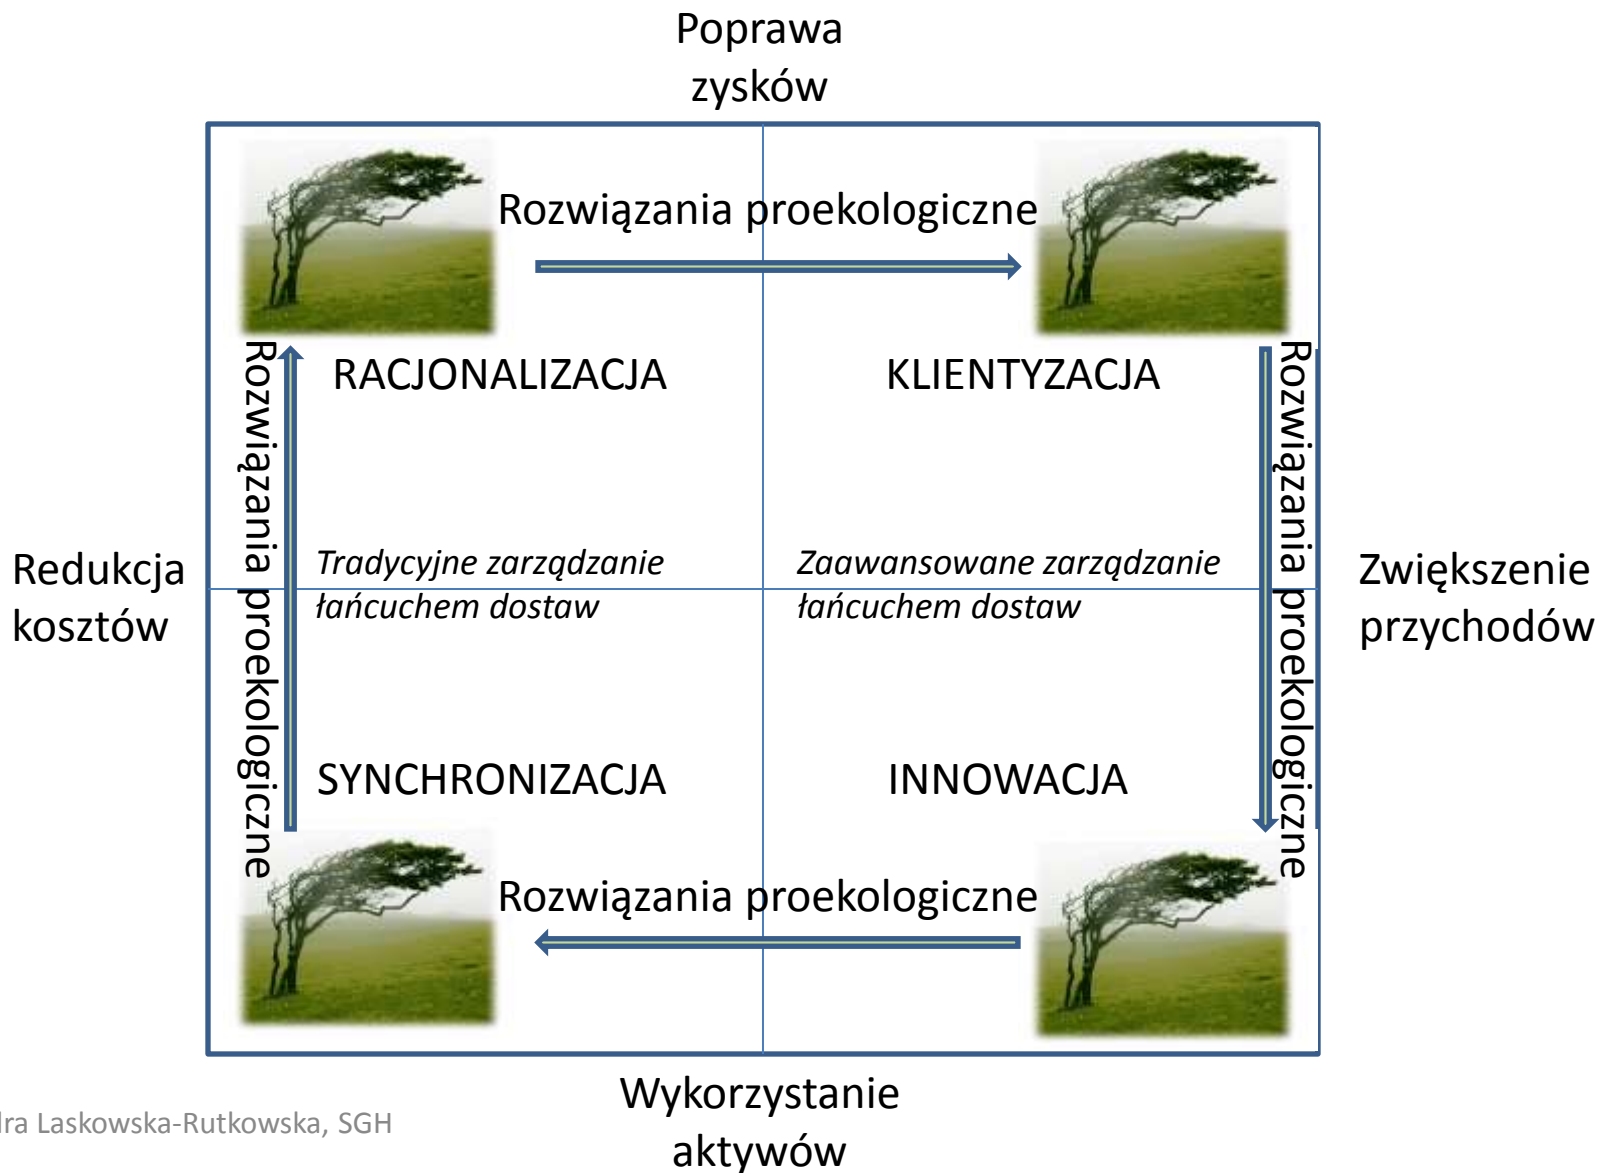 Poprawa
zysków
Rozwiązania proekologiczne
RACJONALIZACJA
KLIENTYZACJA
Rozwiązania proekologiczne
Rozwiązania proekologiczne
Redukcja
kosztów
Tradycyjne zarządzanie
łańcuchem dostaw
Zaawansowane zarządzanie
łańcuchem dostaw
Zwiększenie
przychodów
SYNCHRONIZACJA
INNOWACJA
Rozwiązania proekologiczne
Wykorzystanie
aktywów
dra Laskowska-Rutkowska, SGH